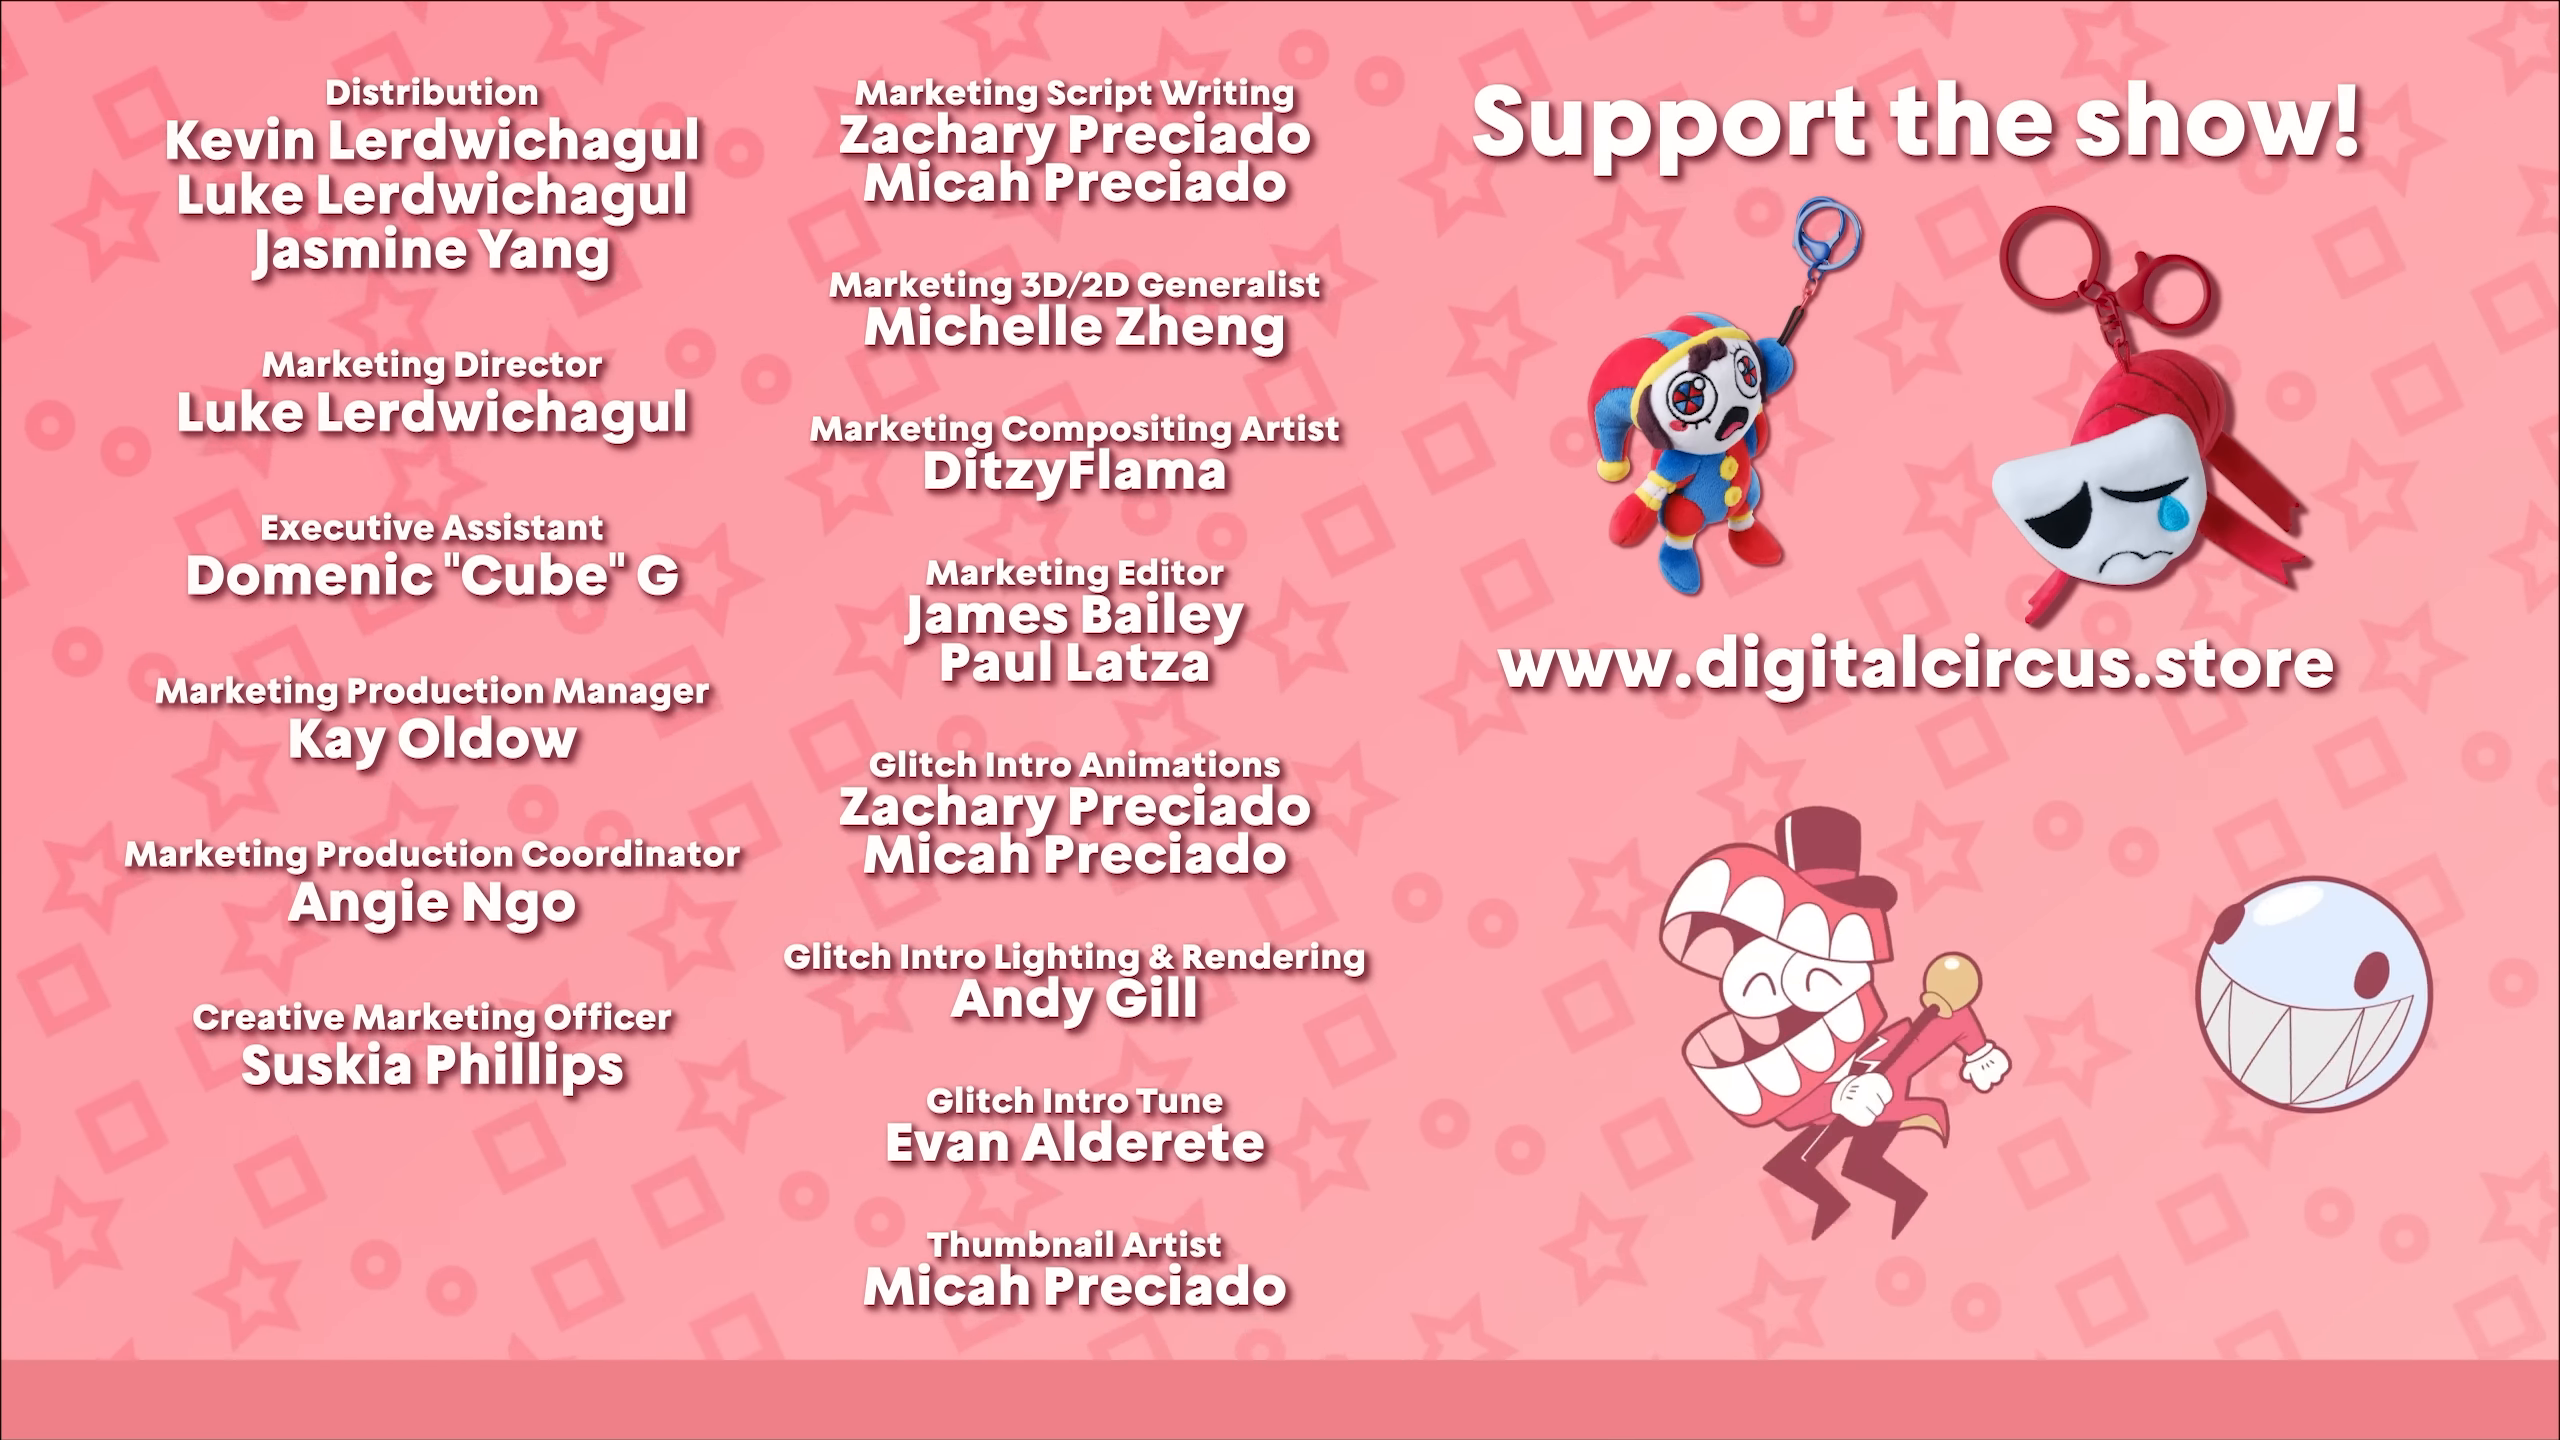 Distribution
Kevin Lerdwichagul
Luke Lerdwichagul
Jasmine Yang
Marketing Director
Luke Lerdwichagul
Executive Assistant
Domenic "Cube" G
Marketing Production Manager
Kay Oldow
Marketing Production Coordinator
Angie Ngo
Creative Marketing Officer
Suskia Phillips
Marketing Script Writing
Zachary Preciado
Micah Preciado
Marketing 3D/2D Generalist
Michelle Zheng
Marketing Compositing Artist
DitzyFlama
Marketing Editor
James Bailey
Paul Latza
Glitch Intro Animations
Zachary Preciado
Micah Preciado
Glitch Intro Lighting & Rendering
Andy Gill
Glitch Intro Tune
Evan Alderete
Thumbnail Artist
Micah Preciado
Support the show!
www.digitalcircus.store